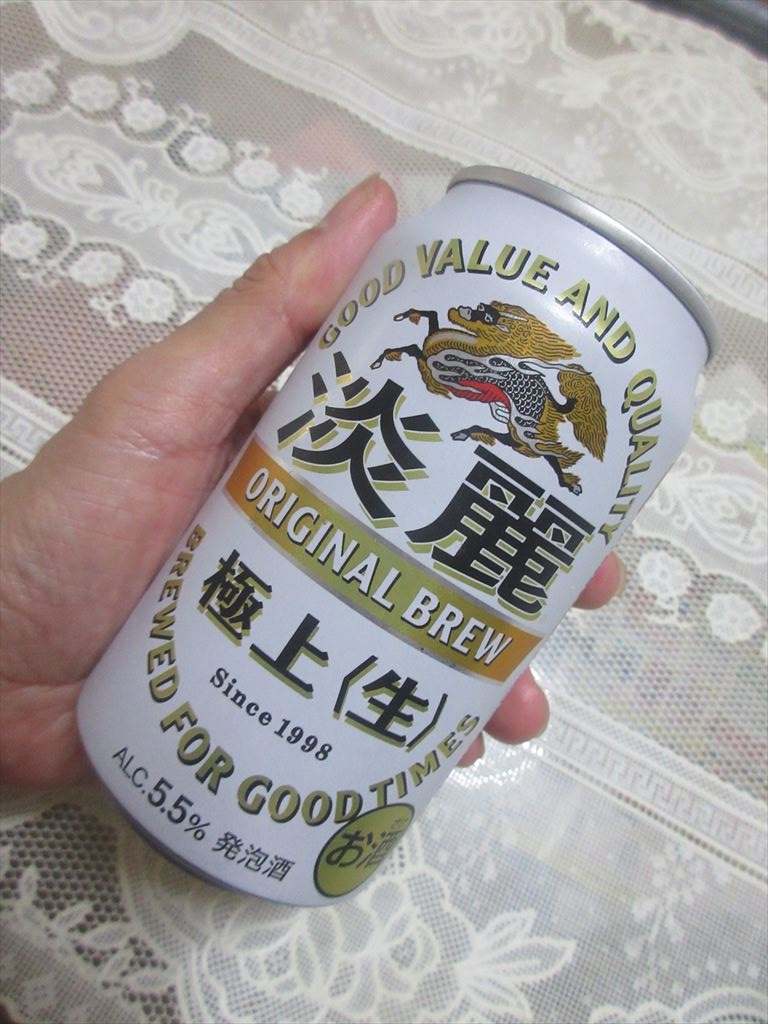 GOOD VALUE AND QUALITY
淡麗
ORIGINAL BREW
極上〈生〉
Since 1998
BREWED FOR GOOD TIMES
ALC.5.5% 発泡酒
お酒